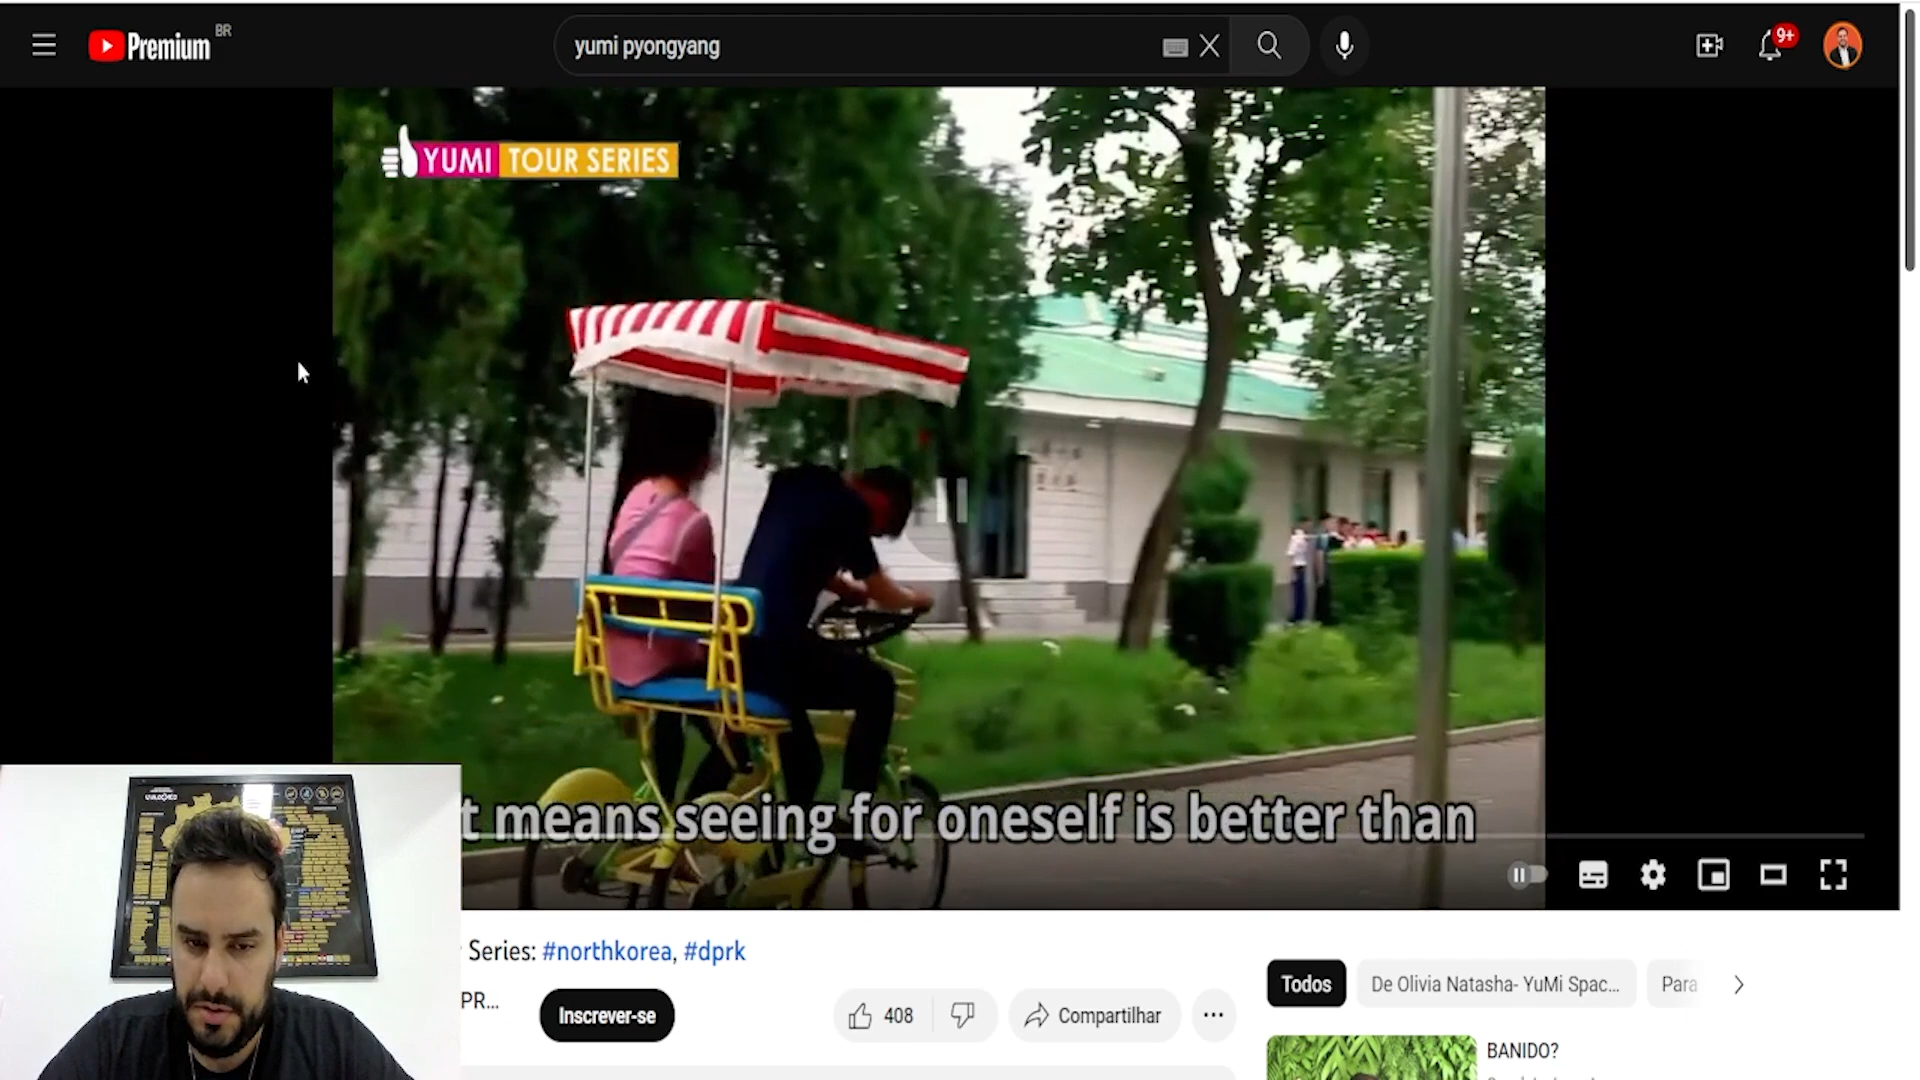 Premium BR
yumi pyongyang
9+
YUMI TOUR SERIES
t means seeing for oneself is better than
Series: #northkorea, #dprk
PR...
Inscrever-se
408
Compartilhar
Todos
De Olivia Natasha- YuMi Spac...
Para
BANIDO?